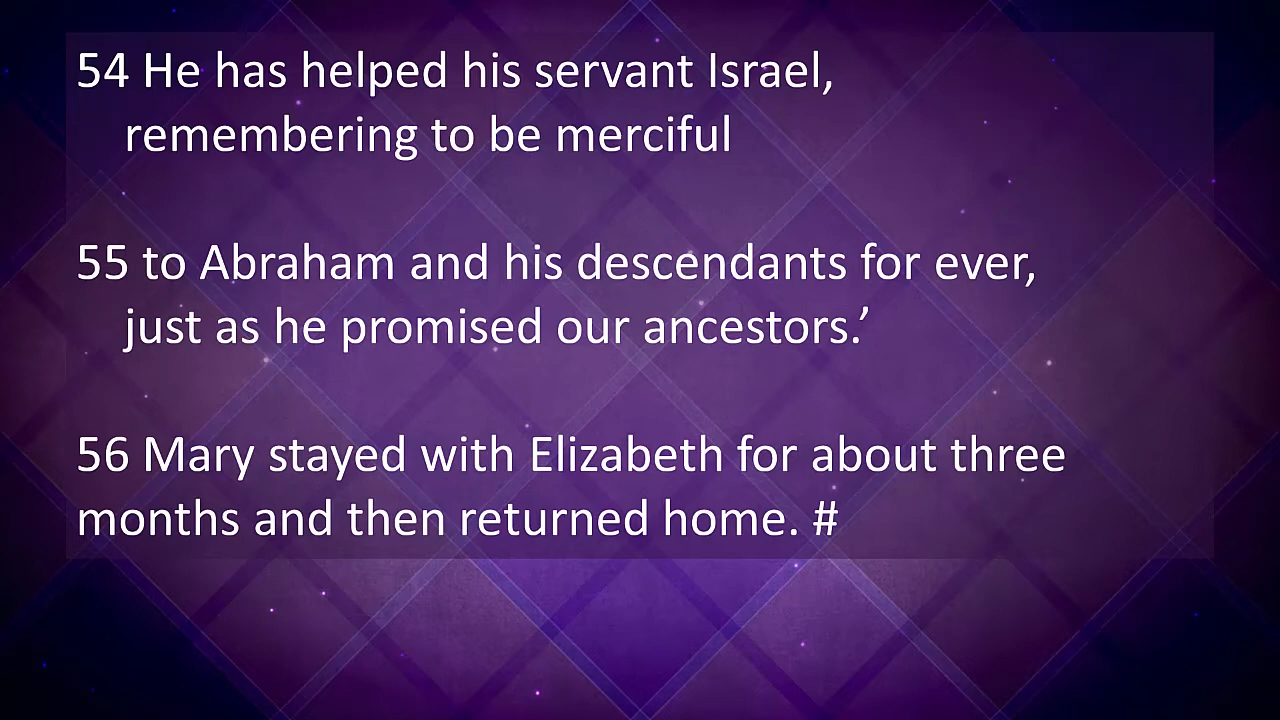 54 He has helped his servant Israel,
remembering to be merciful
55 to Abraham and his descendants for ever,
just as he promised our ancestors.’
56 Mary stayed with Elizabeth for about three
months and then returned home. #